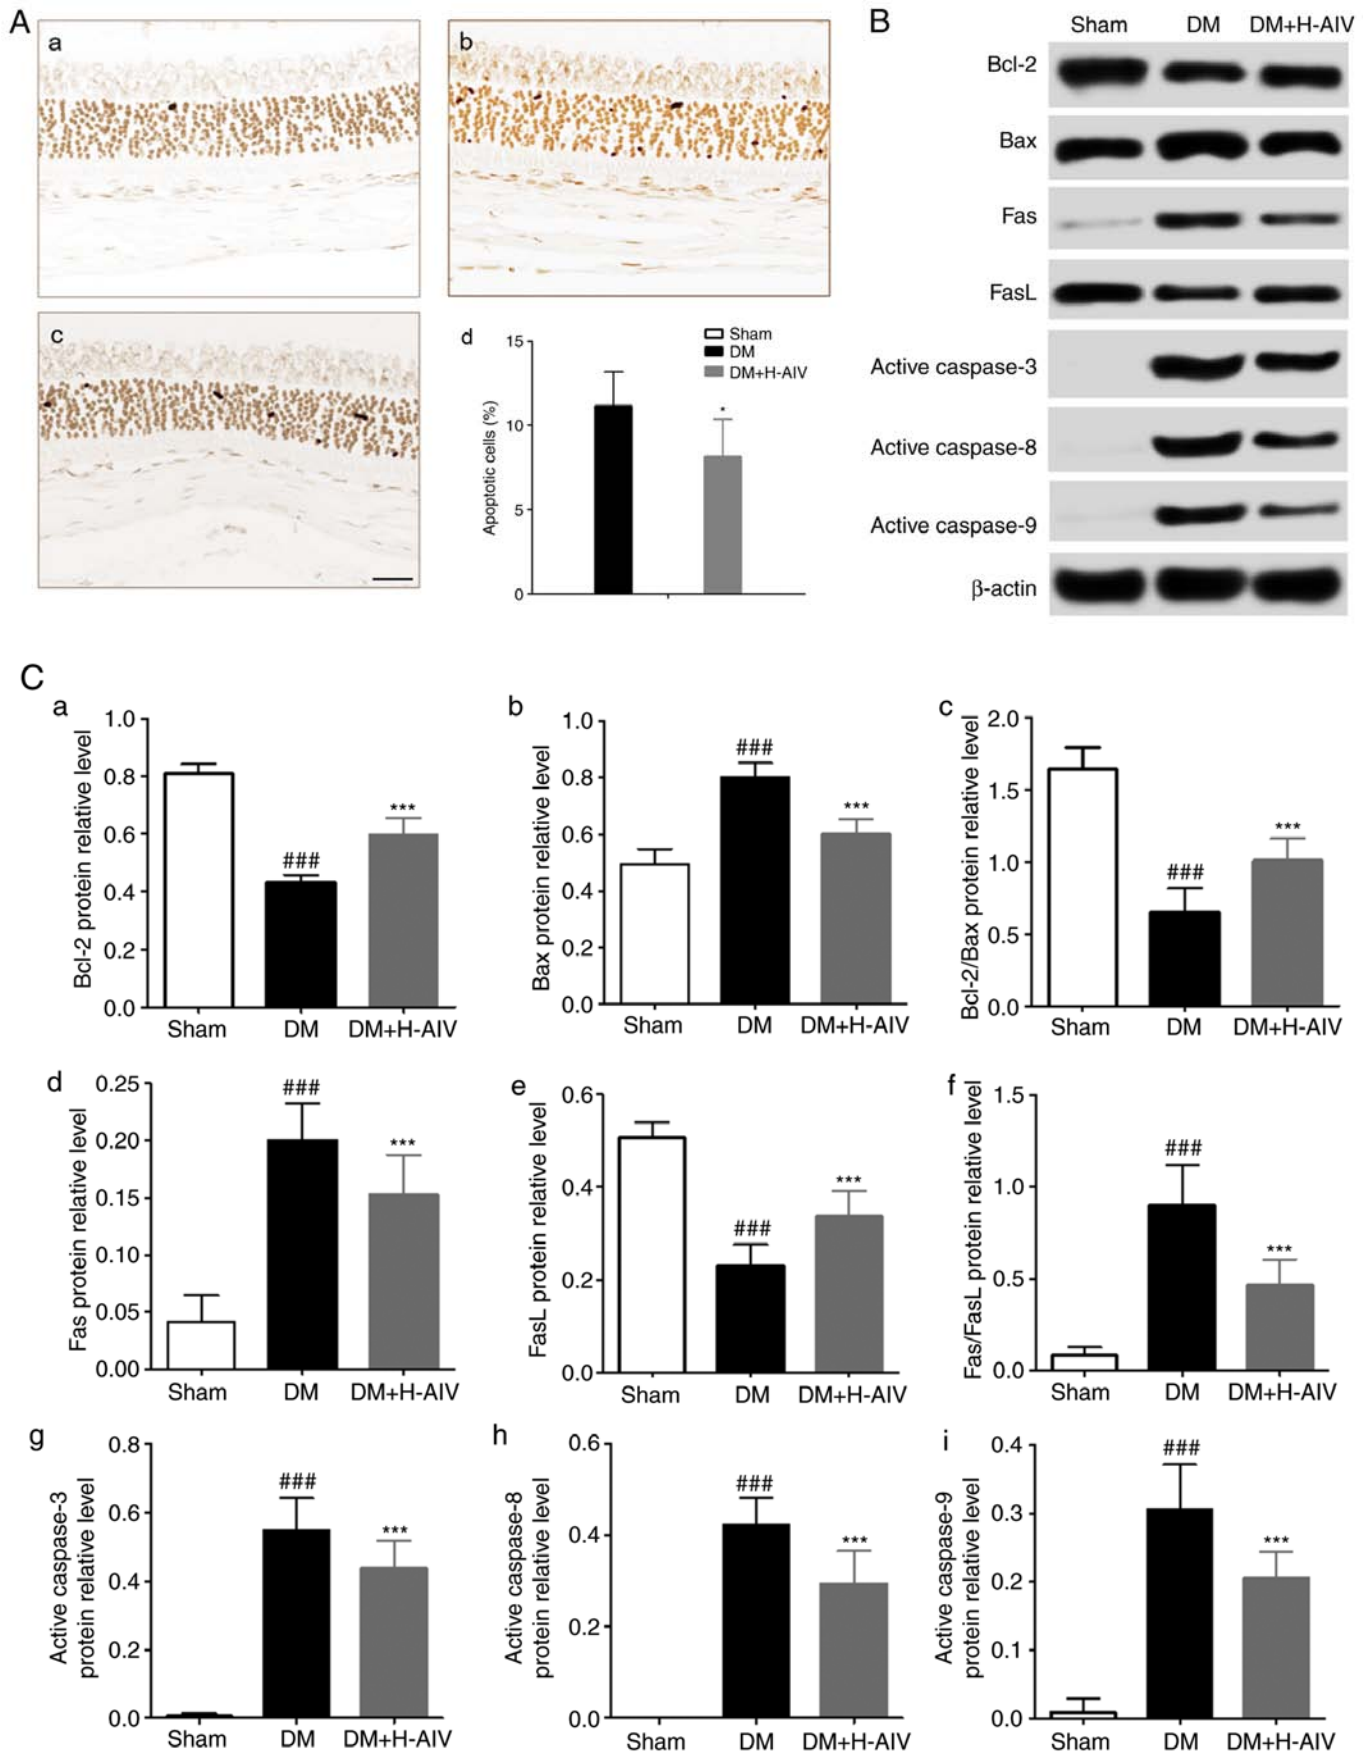 A
a
b
c
d
Sham
DM
DM+H-AIV
15
10
5
0
Apoptotic cells (%)
*
B
Sham DM DM+H-AIV
Bcl-2
Bax
Fas
FasL
Active caspase-3
Active caspase-8
Active caspase-9
β-actin
C
a
Bcl-2 protein relative level
1.0
0.8
0.6
0.4
0.2
0.0
###
***
Sham DM DM+H-AIV
b
Bax protein relative level
1.0
0.8
0.6
0.4
0.2
0.0
###
***
Sham DM DM+H-AIV
c
Bcl-2/Bax protein relative level
2.0
1.5
1.0
0.5
0.0
###
***
Sham DM DM+H-AIV
d
Fas protein relative level
0.25
0.20
0.15
0.10
0.05
0.00
###
***
Sham DM DM+H-AIV
e
FasL protein relative level
0.6
0.4
0.2
0.0
###
***
Sham DM DM+H-AIV
f
Fas/FasL protein relative level
1.5
1.0
0.5
0.0
###
***
Sham DM DM+H-AIV
g
Active caspase-3
protein relative level
0.8
0.6
0.4
0.2
0.0
###
***
Sham DM DM+H-AIV
h
Active caspase-8
protein relative level
0.6
0.4
0.2
0.0
###
***
Sham DM DM+H-AIV
i
Active caspase-9
protein relative level
0.4
0.3
0.2
0.1
0.0
###
***
Sham DM DM+H-AIV